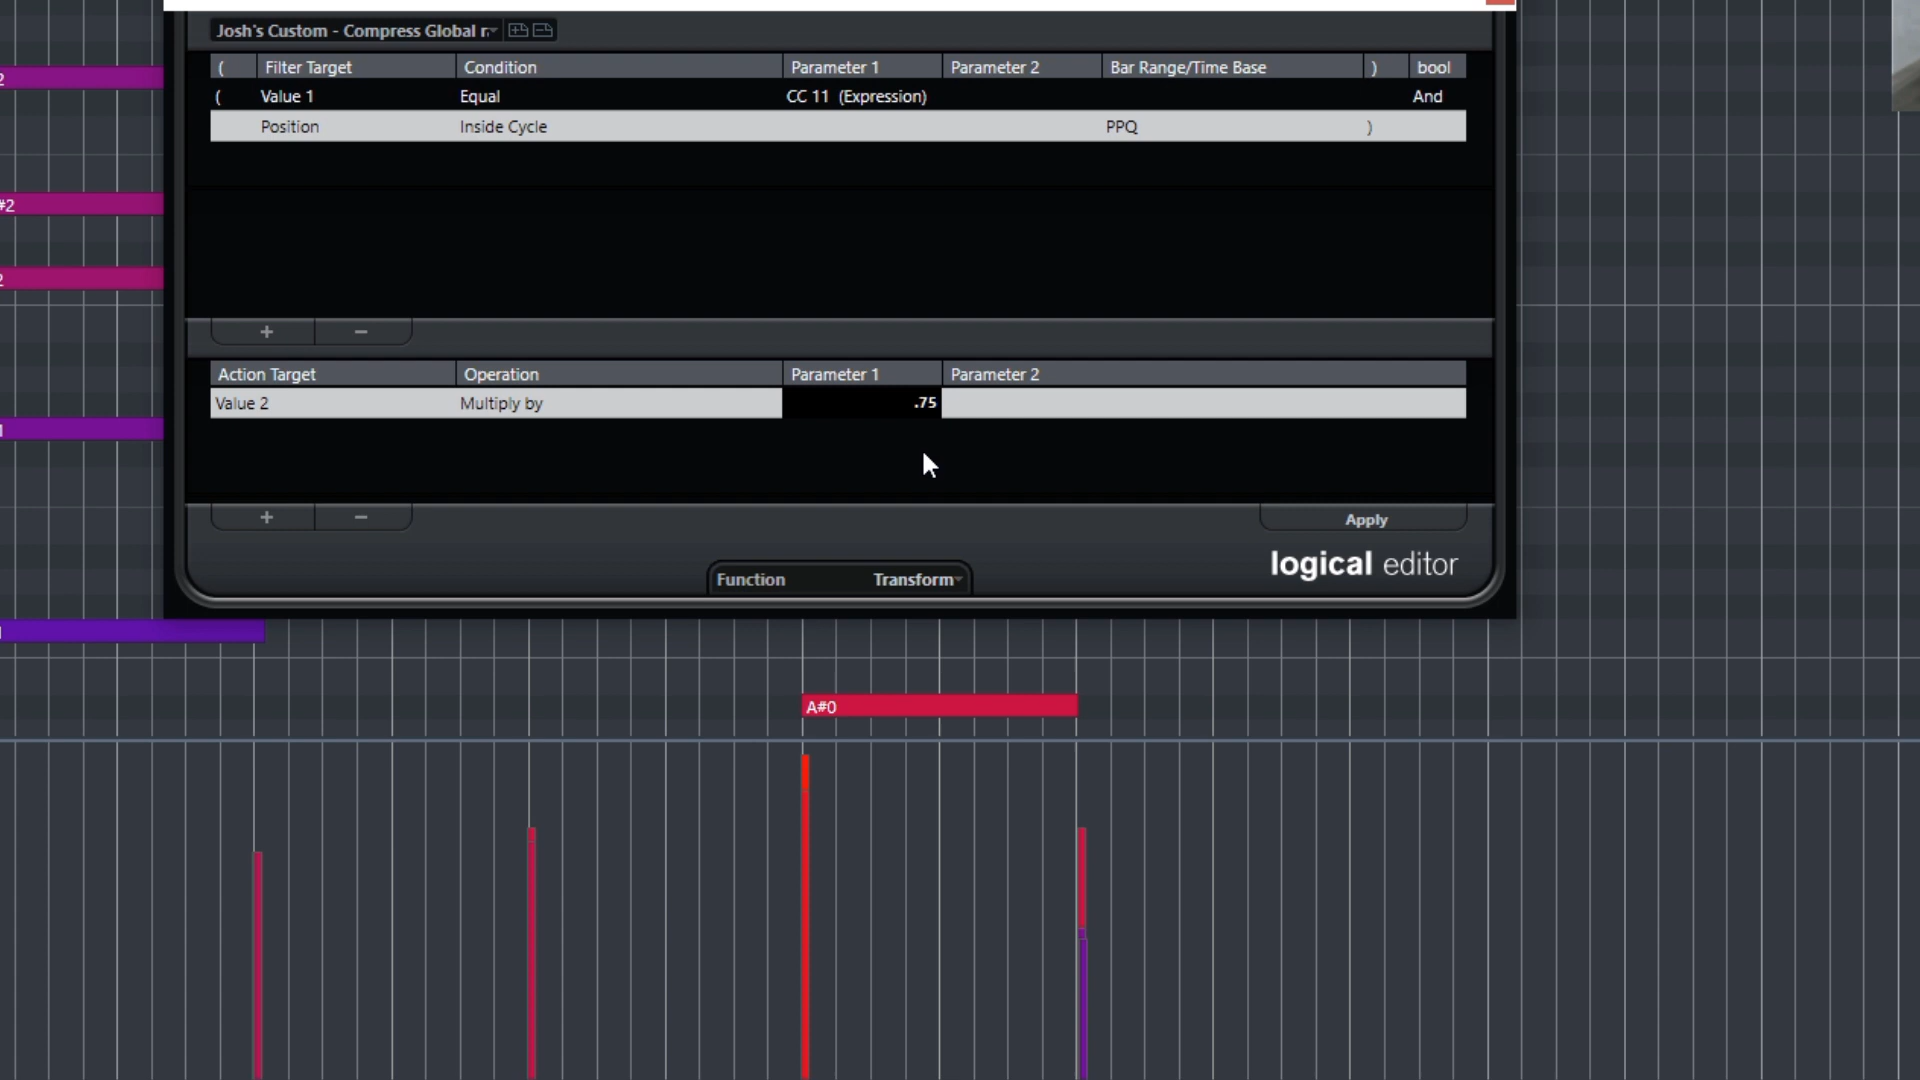 Josh's Custom - Compress Global r
( Filter Target Condition Parameter 1 Parameter 2 Bar Range/Time Base ) bool
( Value 1 Equal CC 11 (Expression) And
Position Inside Cycle PPQ )
#2
+ −
Action Target Operation Parameter 1 Parameter 2
Value 2 Multiply by .75
+ − Apply
logical editor
Function Transform
A#0